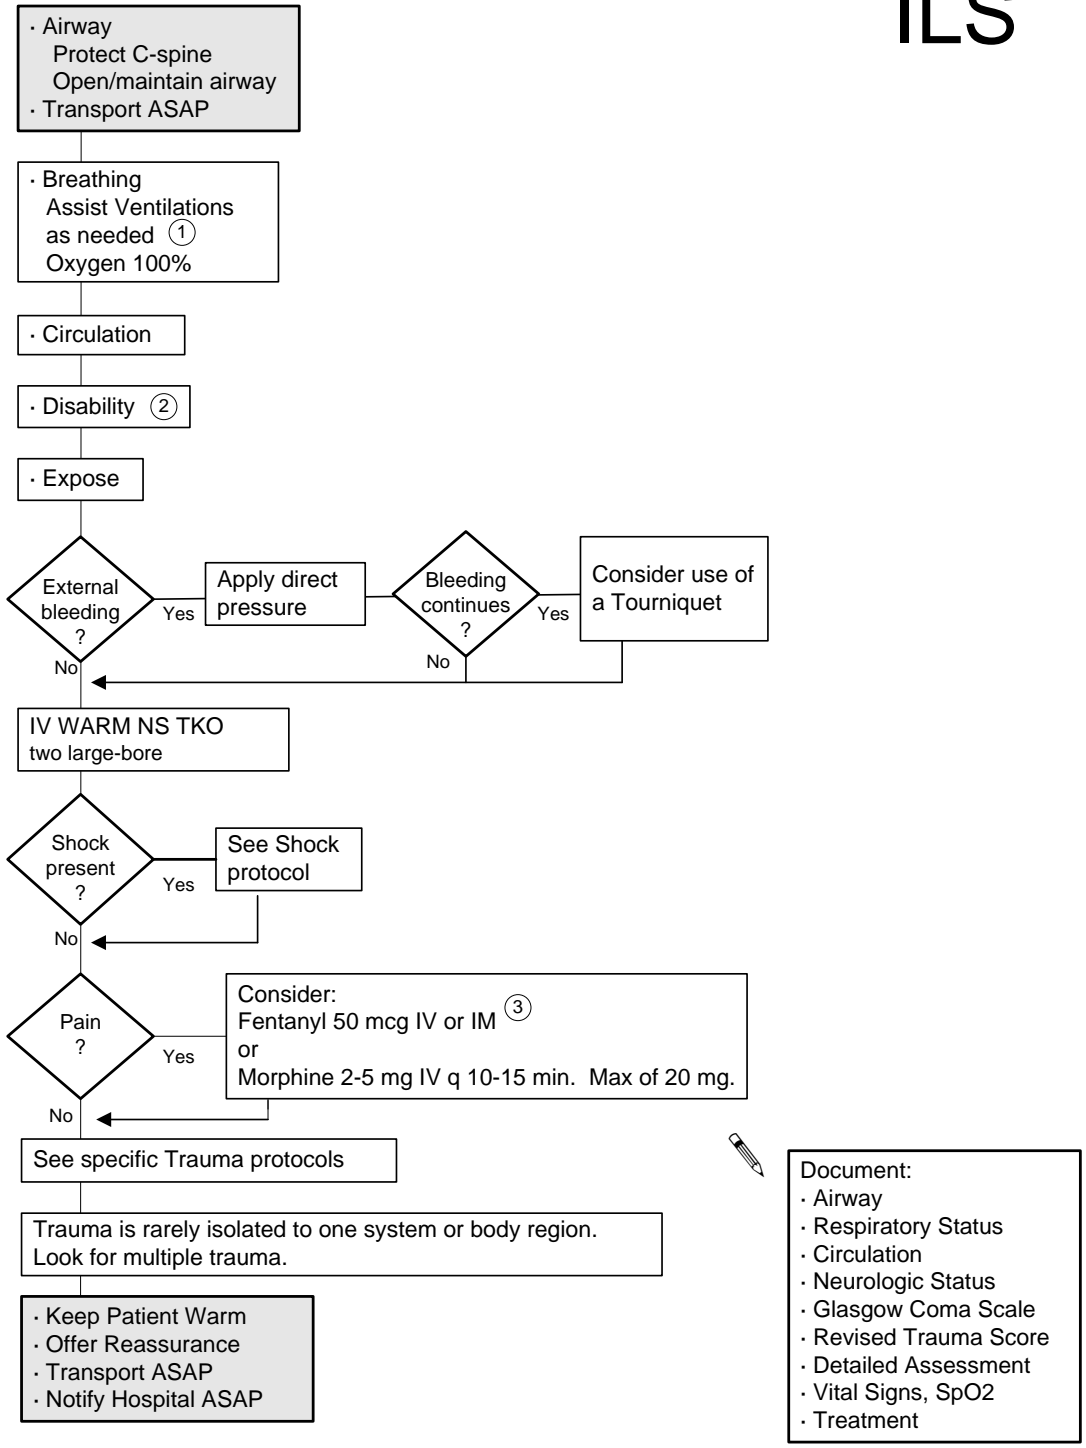 ILS
· Airway
Protect C-spine
Open/maintain airway
· Transport ASAP
· Breathing
Assist Ventilations
as needed 1
Oxygen 100%
· Circulation
· Disability 2
· Expose
External
bleeding
?
Yes
No
Apply direct
pressure
Bleeding
continues
?
Yes
No
Consider use of
a Tourniquet
IV WARM NS TKO
two large-bore
Shock
present
?
Yes
No
See Shock
protocol
Pain
?
Yes
No
Consider:
Fentanyl 50 mcg IV or IM 3
or
Morphine 2-5 mg IV q 10-15 min. Max of 20 mg.
See specific Trauma protocols
Trauma is rarely isolated to one system or body region.
Look for multiple trauma.
· Keep Patient Warm
· Offer Reassurance
· Transport ASAP
· Notify Hospital ASAP
Document:
· Airway
· Respiratory Status
· Circulation
· Neurologic Status
· Glasgow Coma Scale
· Revised Trauma Score
· Detailed Assessment
· Vital Signs, SpO2
· Treatment